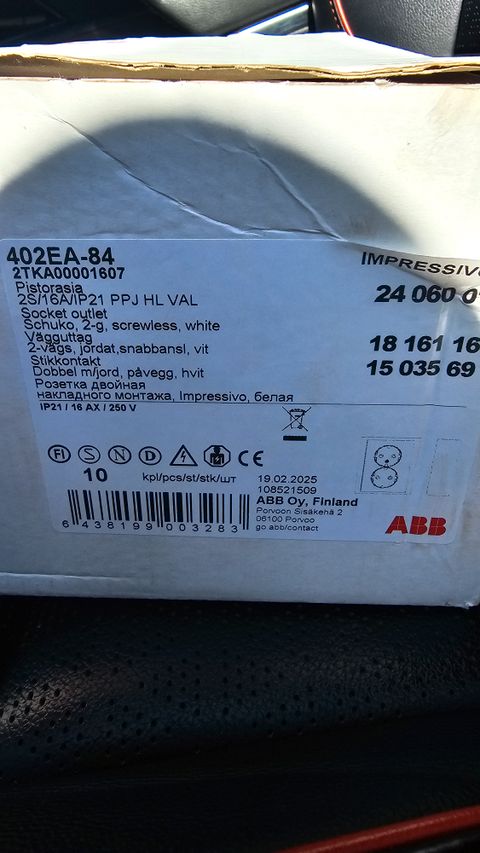 402EA-84
IMPRESSIVO
2TKA00001607
Pistorasia
2S/16A/IP21 PPJ HL VAL
24 060 0
Socket outlet
Schuko, 2-g, screwless, white
Vägguttag
18 161 16
2-vägs, jordat,snabbansl, vit
Stikkontakt
15 035 69
Dobbel m/jord, påvegg, hvit
Розетка двойная
накладного монтажа, Impressivo, белая
IP21 / 16 AX / 250 V
FI S N D CE
10 kpl/pcs/st/stk/шт
19.02.2025
108521509
ABB Oy, Finland
Porvoon Sisäkehä 2
06100 Porvoo
go.abb/contact
ABB
6 438199 003283